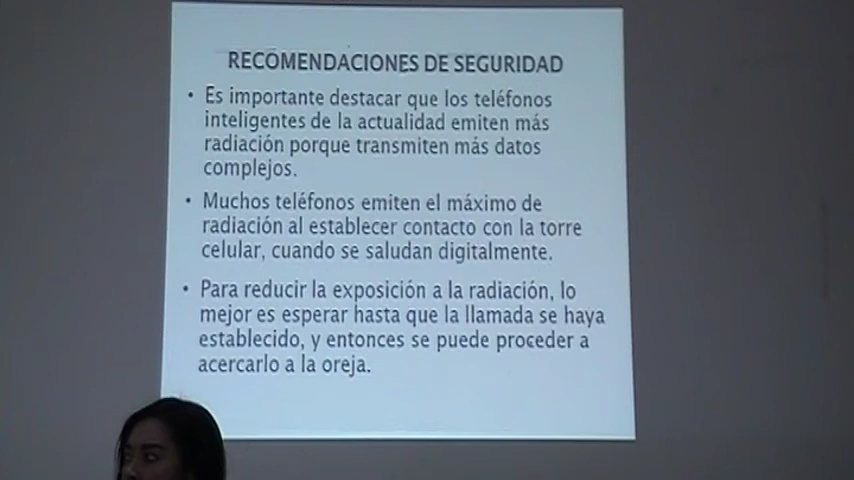 RECOMENDACIONES DE SEGURIDAD
• Es importante destacar que los teléfonos
inteligentes de la actualidad emiten más
radiación porque transmiten más datos
complejos.
• Muchos teléfonos emiten el máximo de
radiación al establecer contacto con la torre
celular, cuando se saludan digitalmente.
• Para reducir la exposición a la radiación, lo
mejor es esperar hasta que la llamada se haya
establecido, y entonces se puede proceder a
acercarlo a la oreja.